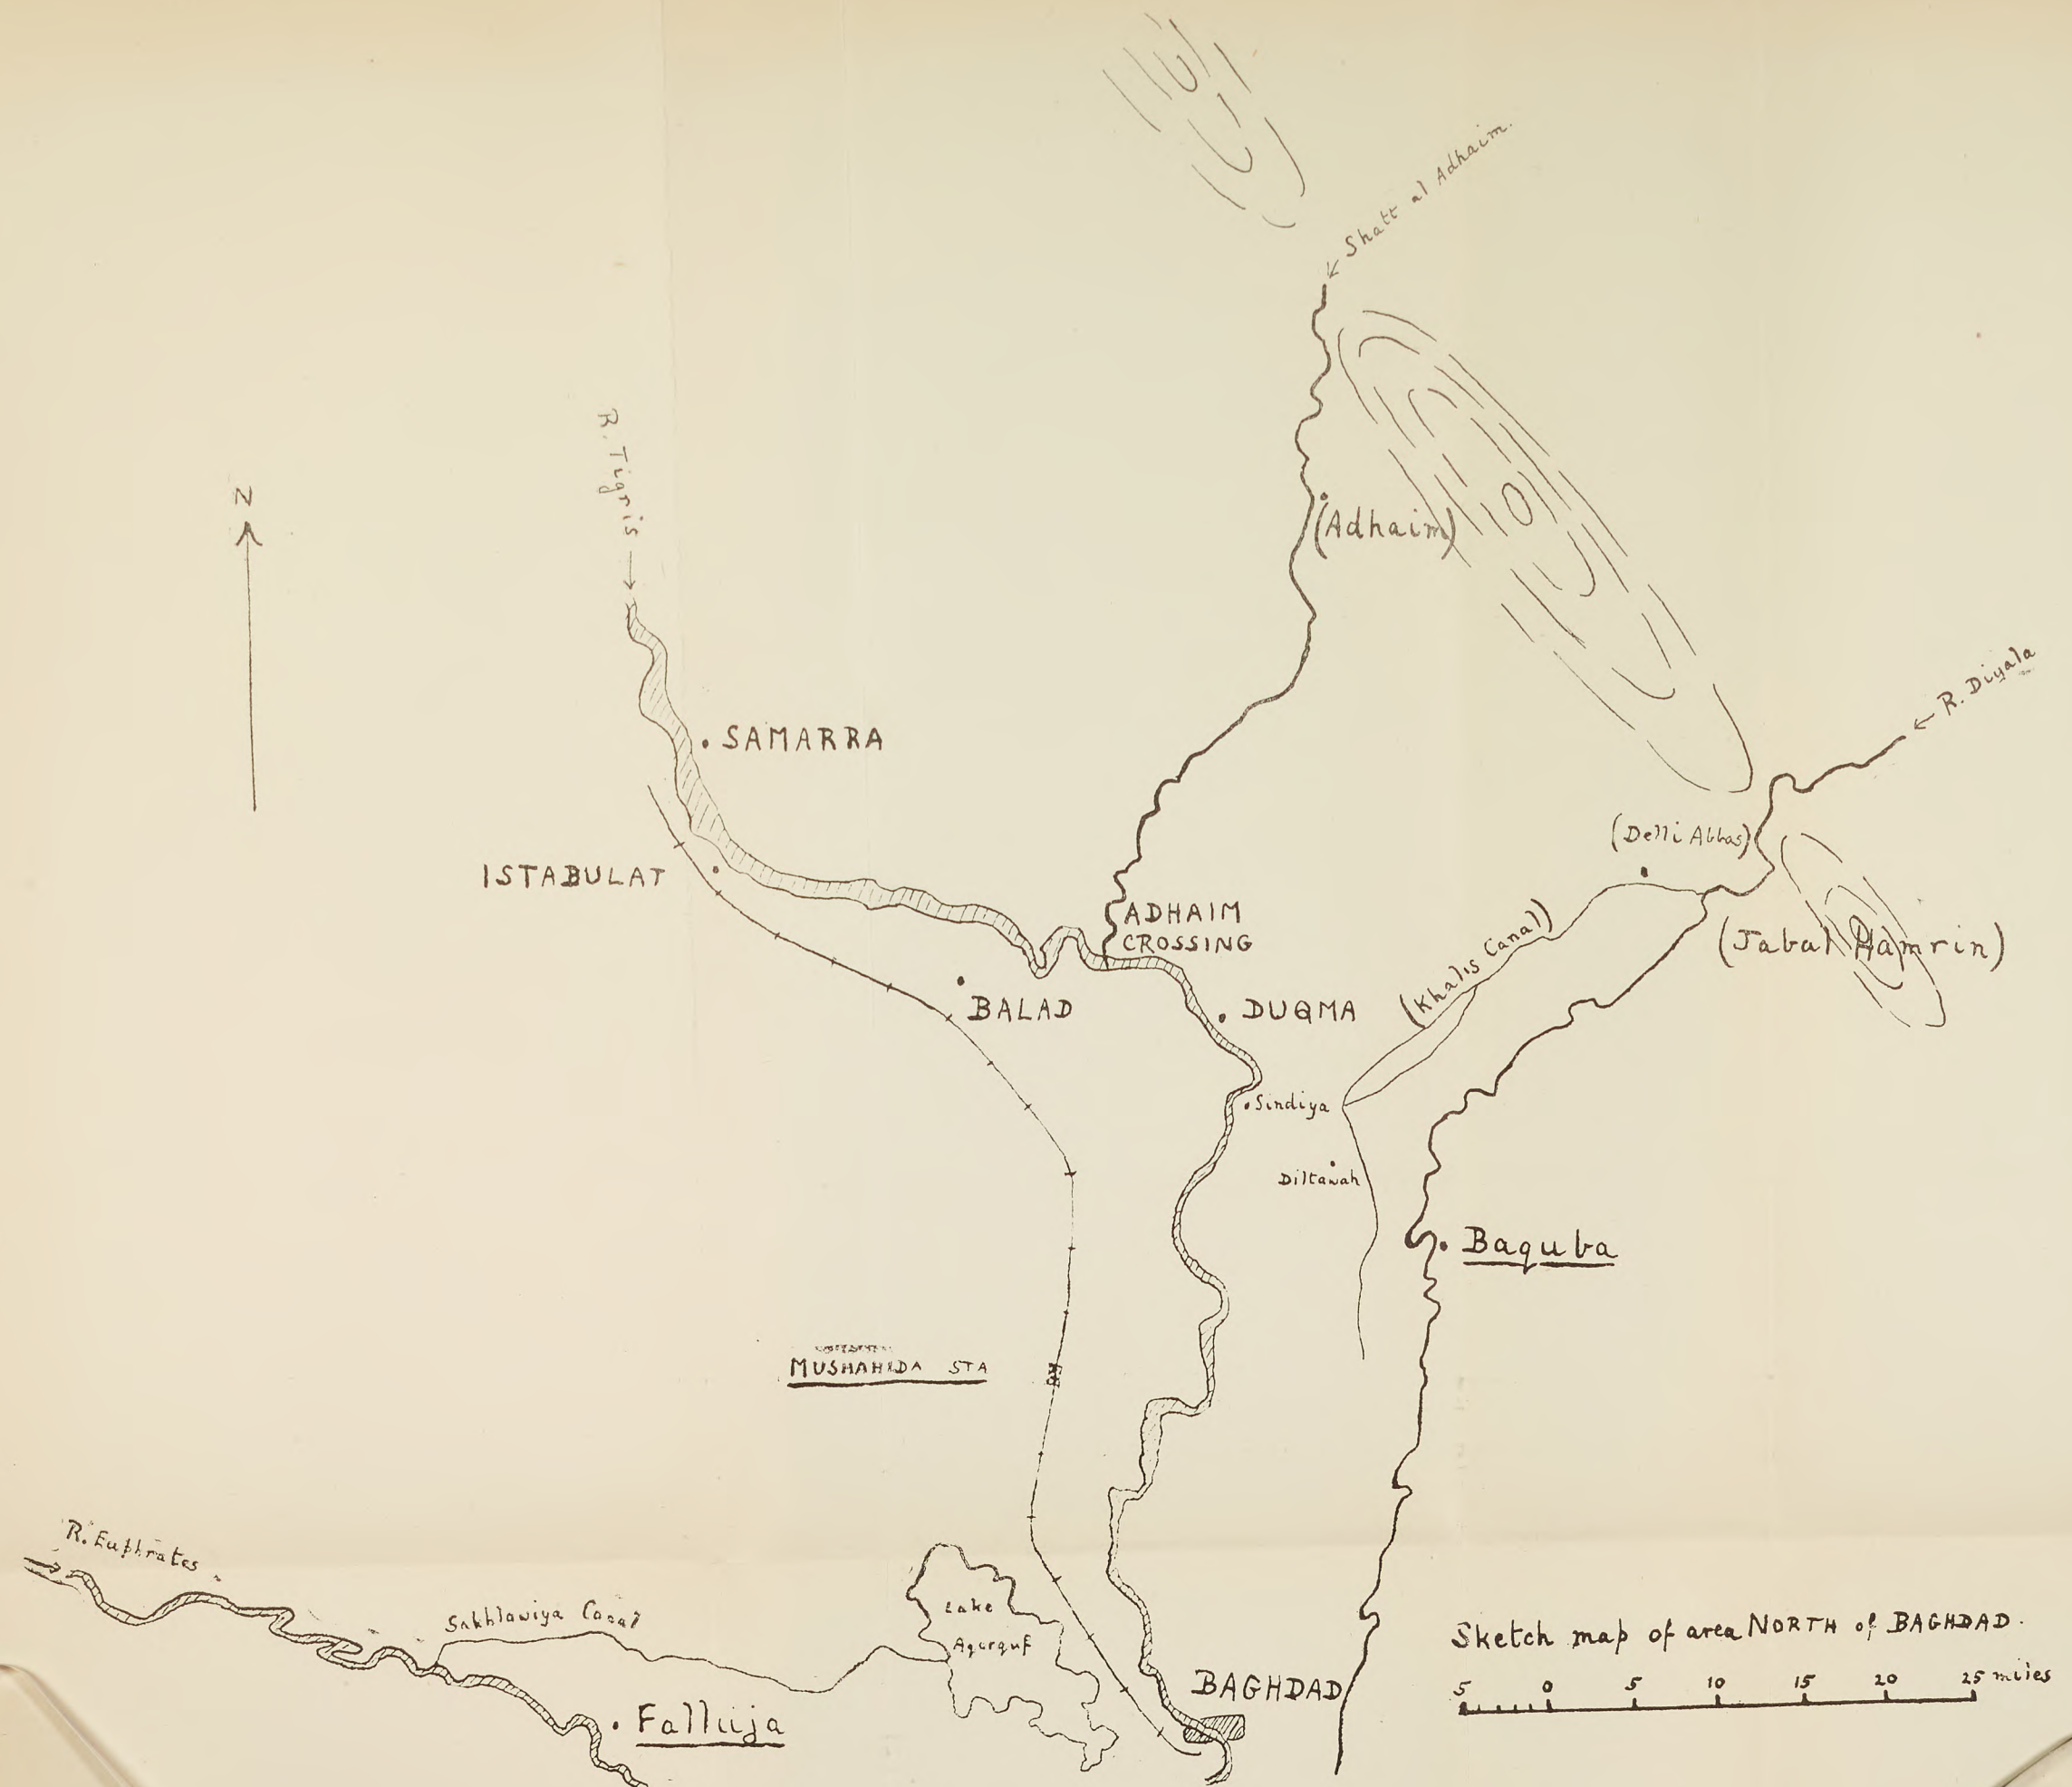 Shatt al Adhaim.
R. Tigris
N
(Adhaim)
R. Diyala
SAMARRA
(Delli Abbas)
ISTABULAT
ADHAIM
CROSSING
(Jabal Hamrin)
(Khalis Canal)
BALAD
DUQMA
Sindiya
Diltawah
Baquba
MUSHAHIDA STA
R. Euphrates
Sakhlawiya Canal
Lake
Aqurquf
Sketch map of area NORTH of BAGHDAD.
5 0 5 10 15 20 25 miles
BAGHDAD
Falluja